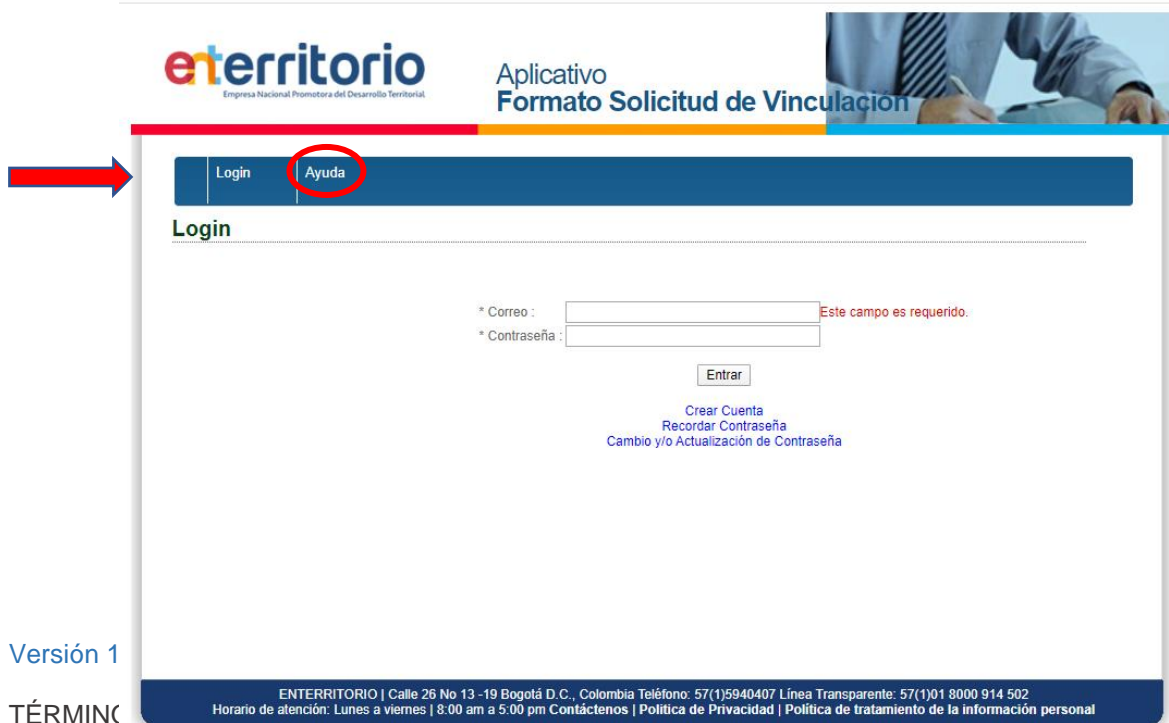 enterritorio
Empresa Nacional Promotora del Desarrollo Territorial
Aplicativo
Formato Solicitud de Vinculación
Login
Ayuda
Login
* Correo :
Este campo es requerido.
* Contraseña :
Entrar
Crear Cuenta
Recordar Contraseña
Cambio y/o Actualización de Contraseña
Versión 1
ENTERRITORIO | Calle 26 No 13 -19 Bogotá D.C., Colombia Teléfono: 57(1)5940407 Línea Transparente: 57(1)01 8000 914 502
Horario de atención: Lunes a viernes | 8:00 am a 5:00 pm Contáctenos | Politica de Privacidad | Política de tratamiento de la información personal